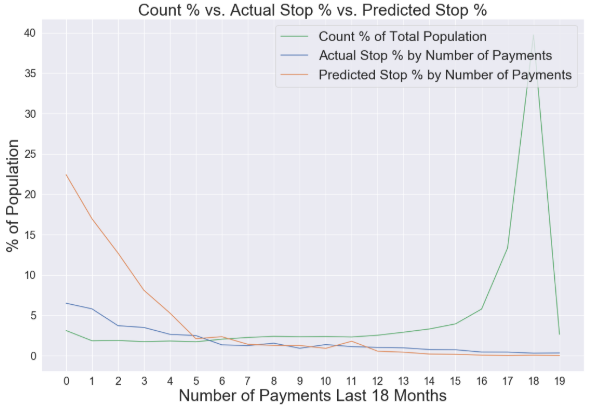 Count % vs. Actual Stop % vs. Predicted Stop %
Count % of Total Population
Actual Stop % by Number of Payments
Predicted Stop % by Number of Payments
% of Population
40
35
30
25
20
15
10
5
0
0 1 2 3 4 5 6 7 8 9 10 11 12 13 14 15 16 17 18 19
Number of Payments Last 18 Months